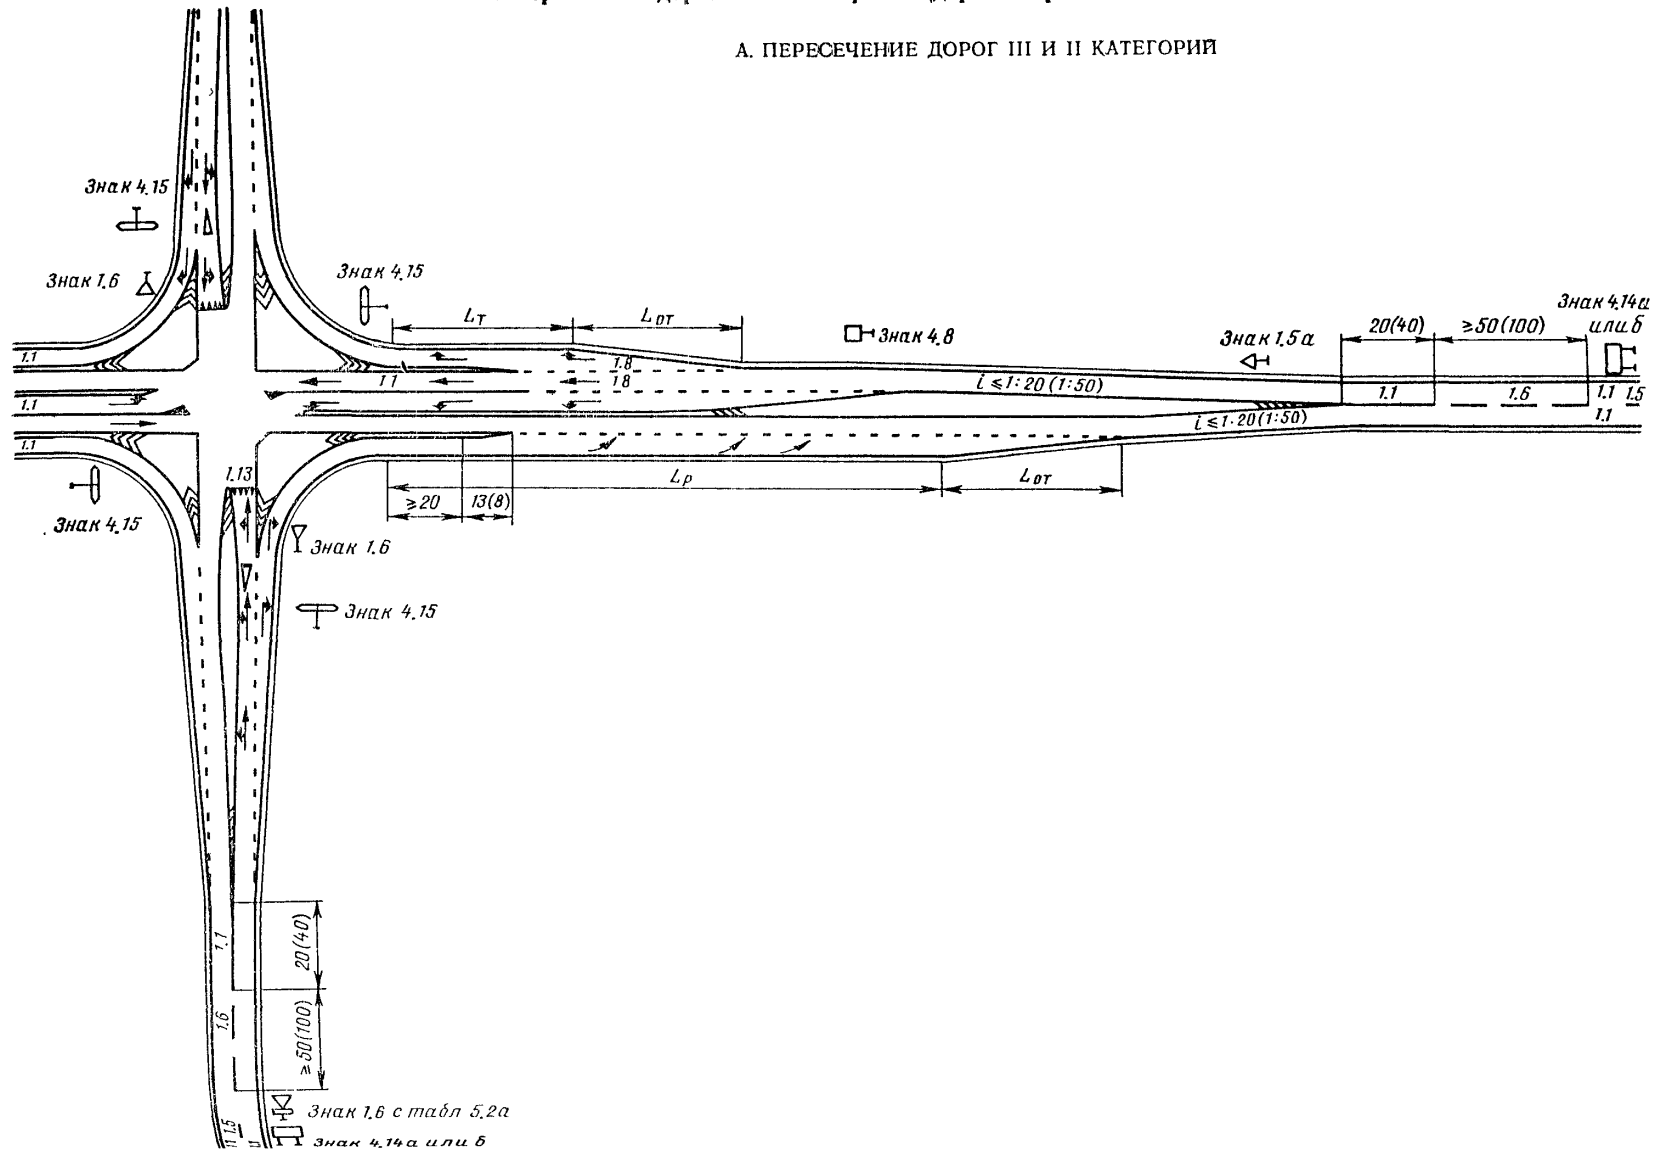 А. ПЕРЕСЕЧЕНИЕ ДОРОГ III И II КАТЕГОРИЙ
Знак 4.15
Знак 1.6
Знак 4.15
Lт
Lот
Знак 4.8
Знак 1.5а
20(40)
≥50(100)
Знак 4.14а
или б
1.1
1.8
1.1
1.8
i ≤ 1:20 (1:50)
1.1
1.6
1.1
1.5
1.1
1.1
i ≤ 1:20 (1:50)
1.1
1.13
Lр
Lот
≥20
13(8)
Знак 4.15
Знак 1.6
Знак 4.15
1.1
20(40)
1.6
≥50(100)
1.5
Знак 1.6 с табл 5.2а
Знак 4.14а или б